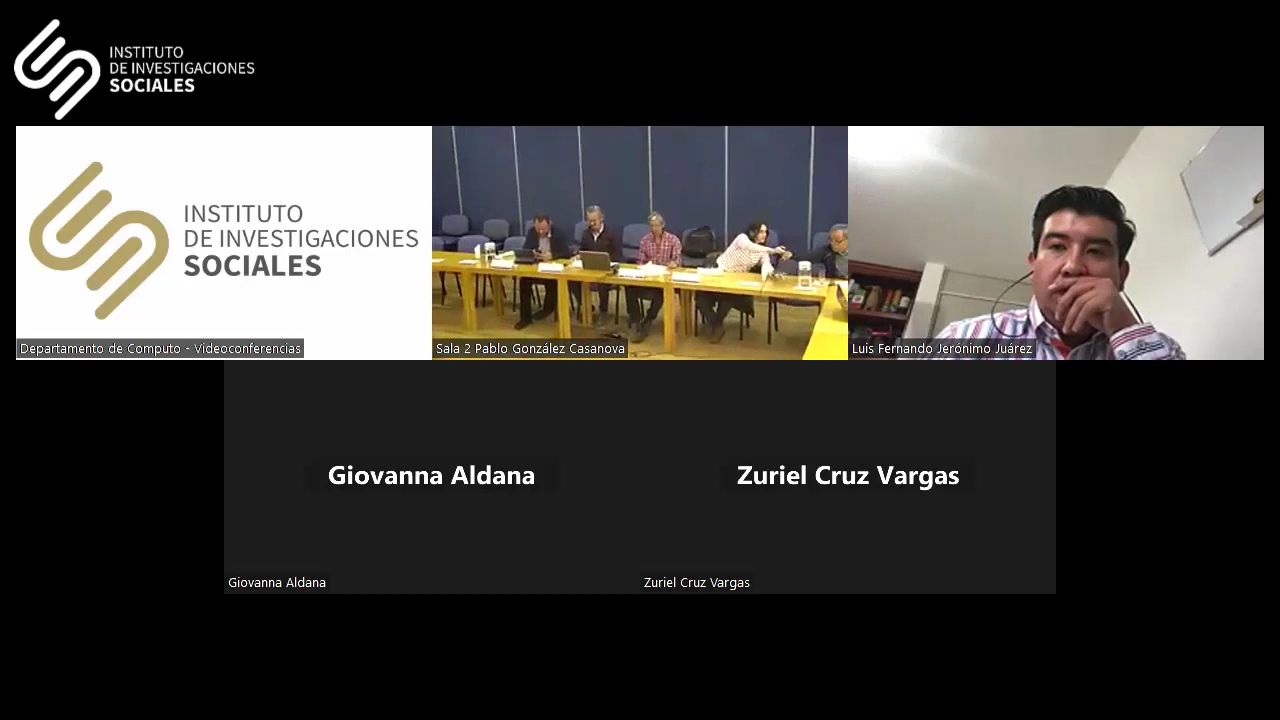 INSTITUTO
DE INVESTIGACIONES
SOCIALES
INSTITUTO
DE INVESTIGACIONES
SOCIALES
Departamento de Computo - Videoconferencias
Sala 2 Pablo González Casanova
Luis Fernando Jerónimo Juárez
Giovanna Aldana
Zuriel Cruz Vargas
Giovanna Aldana
Zuriel Cruz Vargas